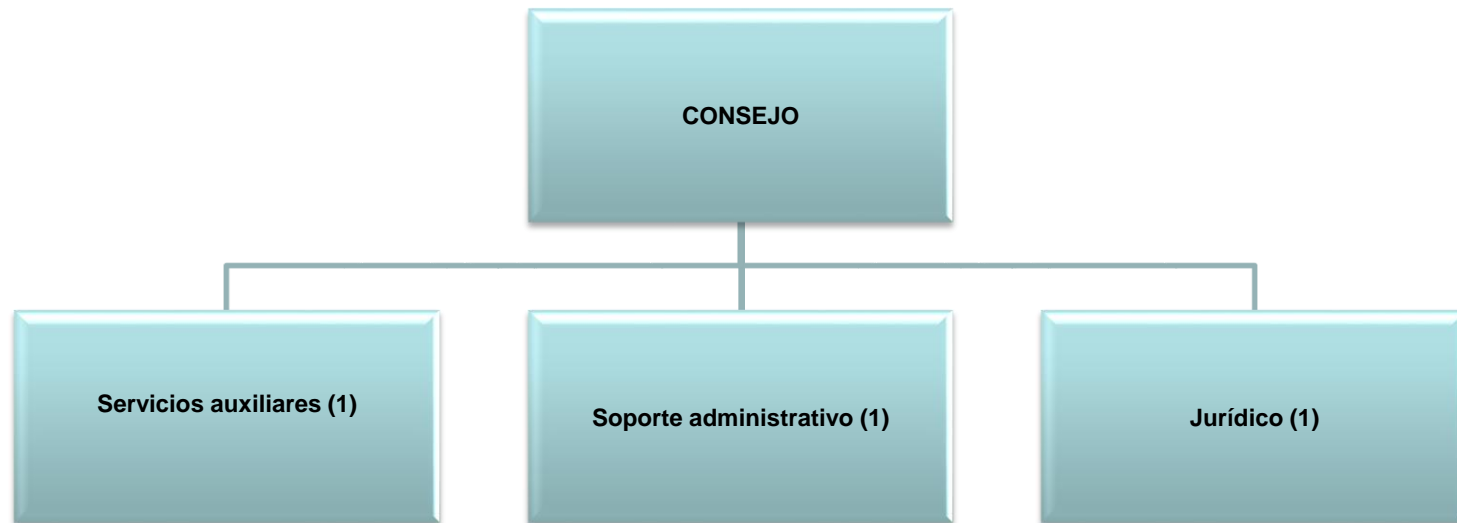 CONSEJO
Servicios auxiliares (1)
Soporte administrativo (1)
Jurídico (1)